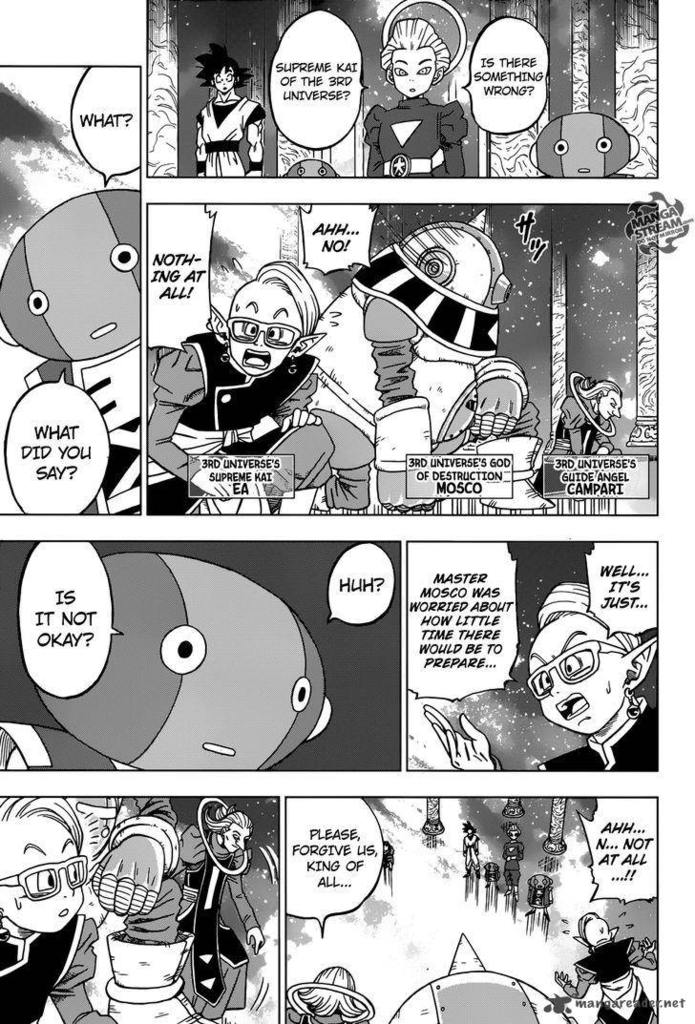 SUPREME KAI
OF THE 3RD
UNIVERSE?
IS THERE
SOMETHING
WRONG?
WHAT?
WHAT
DID YOU
SAY?
NOTH-
ING AT
ALL!
AHH...
NO!
MANGA
STREAM
3RD UNIVERSE'S
SUPREME KAI
EA
3RD UNIVERSE'S GOD
OF DESTRUCTION
MOSCO
3RD UNIVERSE'S
GUIDE ANGEL
CAMPARI
IS
IT NOT
OKAY?
HUH?
WELL...
IT'S
JUST...
MASTER
MOSCO WAS
WORRIED ABOUT
HOW LITTLE
TIME THERE
WOULD BE TO
PREPARE...
PLEASE,
FORGIVE US,
KING OF
ALL...
AHH...
N... NOT
AT ALL
...!!
mangareader.net